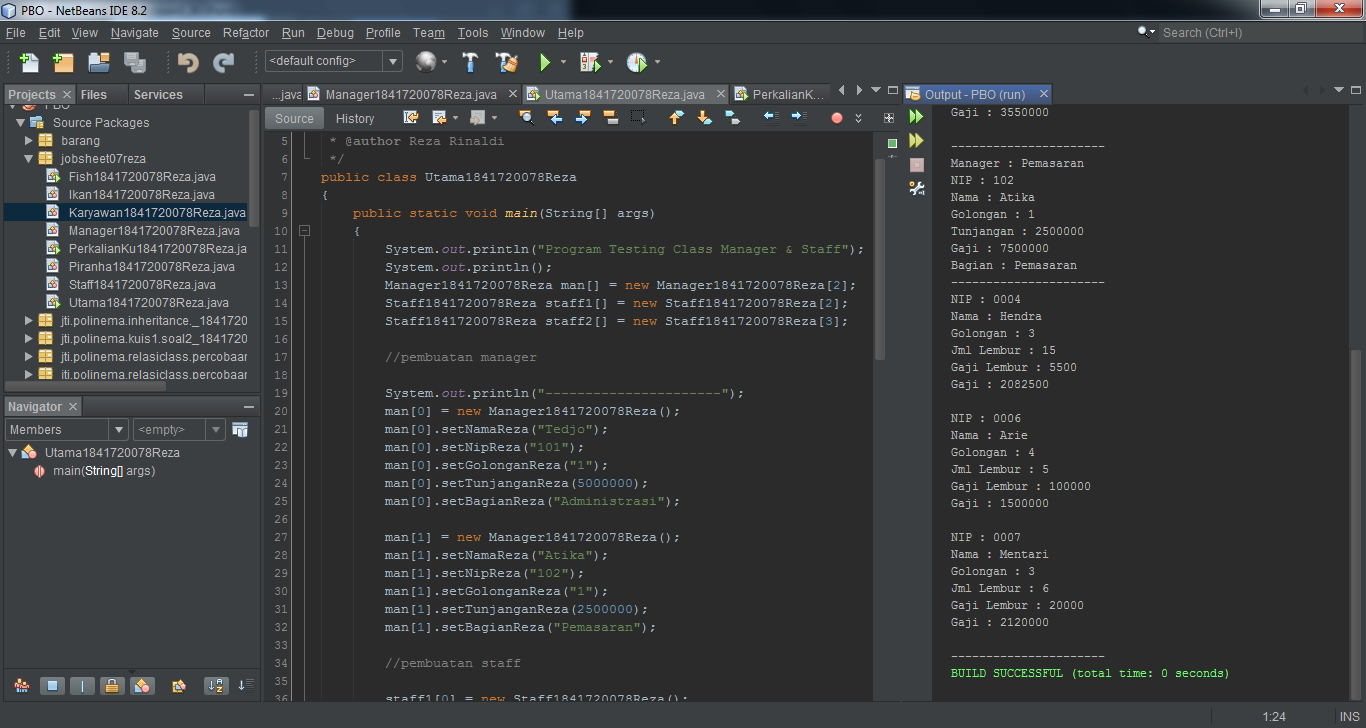 PBO - NetBeans IDE 8.2
File Edit View Navigate Source Refactor Run Debug Profile Team Tools Window Help
Search (Ctrl+I)
<default config>
Projects Files Services
PBO
Source Packages
barang
jobsheet07reza
Fish1841720078Reza.java
Ikan1841720078Reza.java
Karyawan1841720078Reza.java
Manager1841720078Reza.java
PerkalianKu1841720078Reza.ja
Piranha1841720078Reza.java
Staff1841720078Reza.java
Utama1841720078Reza.java
jti.polinema.inheritance._184172
jti.polinema.kuis1.soal2_184172
jti.polinema.relasiclass.percobaar
jti.polinema.relasiclass.percobaar
Navigator
Members <empty>
Utama1841720078Reza
main(String[] args)
...java Manager1841720078Reza.java Utama1841720078Reza.java PerkalianK...
Source History
5 * @author Reza Rinaldi
6 */
7 public class Utama1841720078Reza
8 {
9 public static void main(String[] args)
10 {
11 System.out.println("Program Testing Class Manager & Staff");
12 System.out.println();
13 Manager1841720078Reza man[] = new Manager1841720078Reza[2];
14 Staff1841720078Reza staff1[] = new Staff1841720078Reza[2];
15 Staff1841720078Reza staff2[] = new Staff1841720078Reza[3];
16
17 //pembuatan manager
18
19 System.out.println("----------------------");
20 man[0] = new Manager1841720078Reza();
21 man[0].setNamaReza("Tedjo");
22 man[0].setNipReza("101");
23 man[0].setGolonganReza("1");
24 man[0].setTunjanganReza(5000000);
25 man[0].setBagianReza("Administrasi");
26
27 man[1] = new Manager1841720078Reza();
28 man[1].setNamaReza("Atika");
29 man[1].setNipReza("102");
30 man[1].setGolonganReza("1");
31 man[1].setTunjanganReza(2500000);
32 man[1].setBagianReza("Pemasaran");
33
34 //pembuatan staff
35
36 staff1[0] = new Staff1841720078Reza();
Output - PBO (run)
Gaji : 3550000
----------------------
Manager : Pemasaran
NIP : 102
Nama : Atika
Golongan : 1
Tunjangan : 2500000
Gaji : 7500000
Bagian : Pemasaran
----------------------
NIP : 0004
Nama : Hendra
Golongan : 3
Jml Lembur : 15
Gaji Lembur : 5500
Gaji : 2082500
NIP : 0006
Nama : Arie
Golongan : 4
Jml Lembur : 5
Gaji Lembur : 100000
Gaji : 1500000
NIP : 0007
Nama : Mentari
Golongan : 3
Jml Lembur : 6
Gaji Lembur : 20000
Gaji : 2120000
----------------------
BUILD SUCCESSFUL (total time: 0 seconds)
1:24 INS